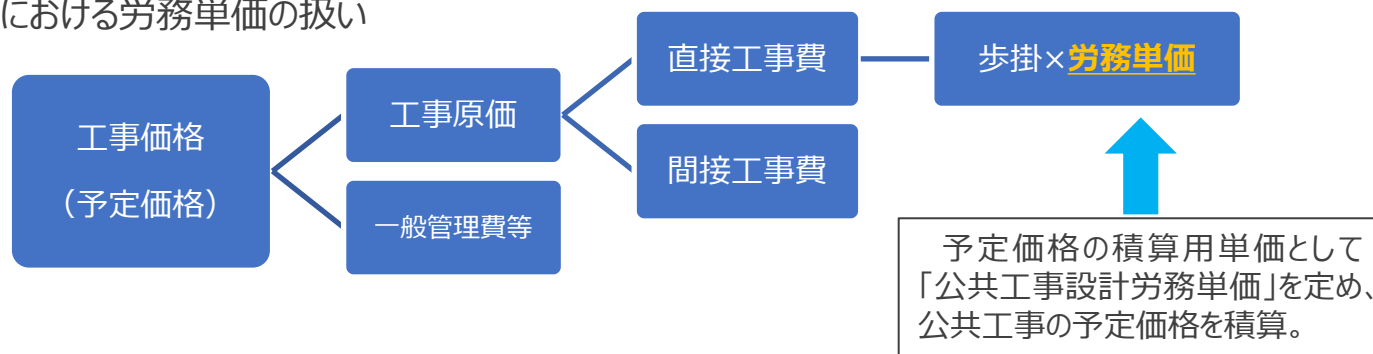 における労務単価の扱い
工事価格
（予定価格）
工事原価
一般管理費等
直接工事費
間接工事費
歩掛×労務単価
予定価格の積算用単価として
「公共工事設計労務単価」を定め、
公共工事の予定価格を積算。